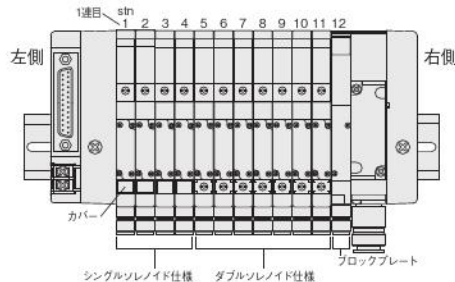 1連目 stn
1 2 3 4 5 6 7 8 9 10 11 12
左側
右側
カバー
ブロックプレート
シングルソレノイド仕様 ダブルソレノイド仕様